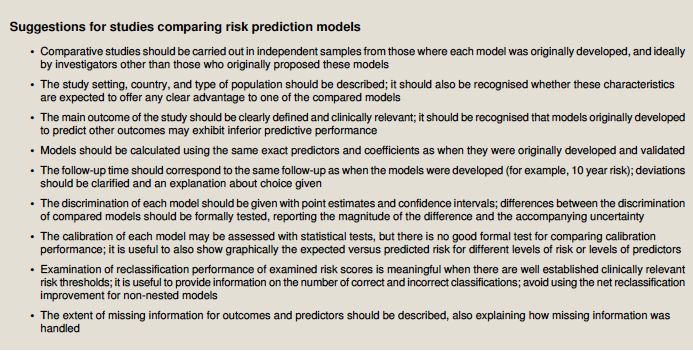 Suggestions for studies comparing risk prediction models
• Comparative studies should be carried out in independent samples from those where each model was originally developed, and ideally
by investigators other than those who originally proposed these models
• The study setting, country, and type of population should be described; it should also be recognised whether these characteristics
are expected to offer any clear advantage to one of the compared models
• The main outcome of the study should be clearly defined and clinically relevant; it should be recognised that models originally developed
to predict other outcomes may exhibit inferior predictive performance
• Models should be calculated using the same exact predictors and coefficients as when they were originally developed and validated
• The follow-up time should correspond to the same follow-up as when the models were developed (for example, 10 year risk); deviations
should be clarified and an explanation about choice given
• The discrimination of each model should be given with point estimates and confidence intervals; differences between the discrimination
of compared models should be formally tested, reporting the magnitude of the difference and the accompanying uncertainty
• The calibration of each model may be assessed with statistical tests, but there is no good formal test for comparing calibration
performance; it is useful to also show graphically the expected versus predicted risk for different levels of risk or levels of predictors
• Examination of reclassification performance of examined risk scores is meaningful when there are well established clinically relevant
risk thresholds; it is useful to provide information on the number of correct and incorrect classifications; avoid using the net reclassification
improvement for non-nested models
• The extent of missing information for outcomes and predictors should be described, also explaining how missing information was
handled